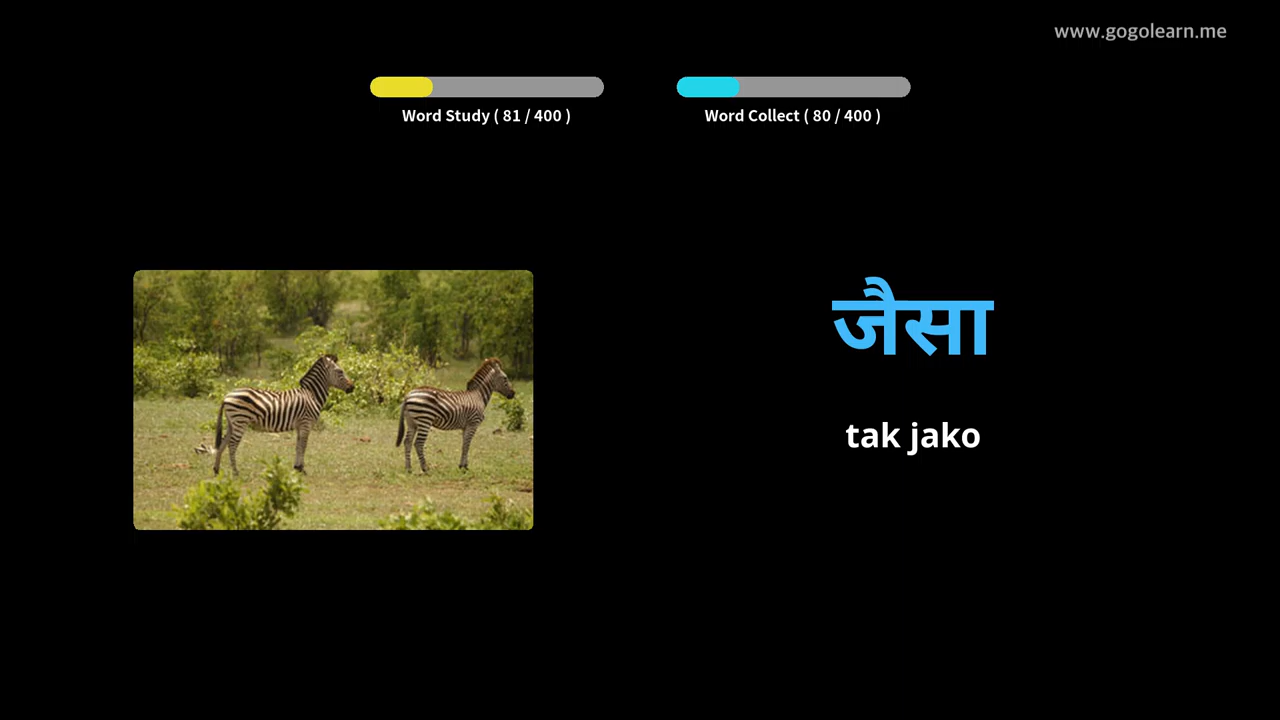 www.gogolearn.me
Word Study ( 81 / 400 )
Word Collect ( 80 / 400 )
जैसा
tak jako